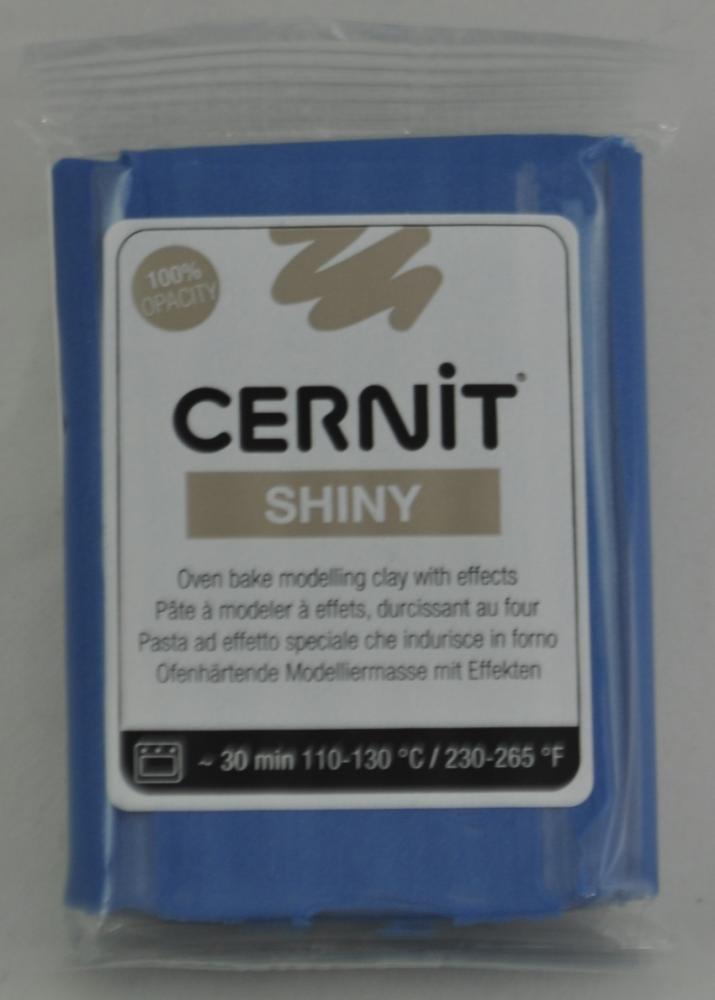 100%
OPACITY
CERNiT®
SHINY
Oven bake modelling clay with effects
Pâte à modeler à effets, durcissant au four
Pasta ad effetto speciale che indurisce in forno
Ofenhärtende Modelliermasse mit Effekten
~ 30 min 110-130 °C / 230-265 °F